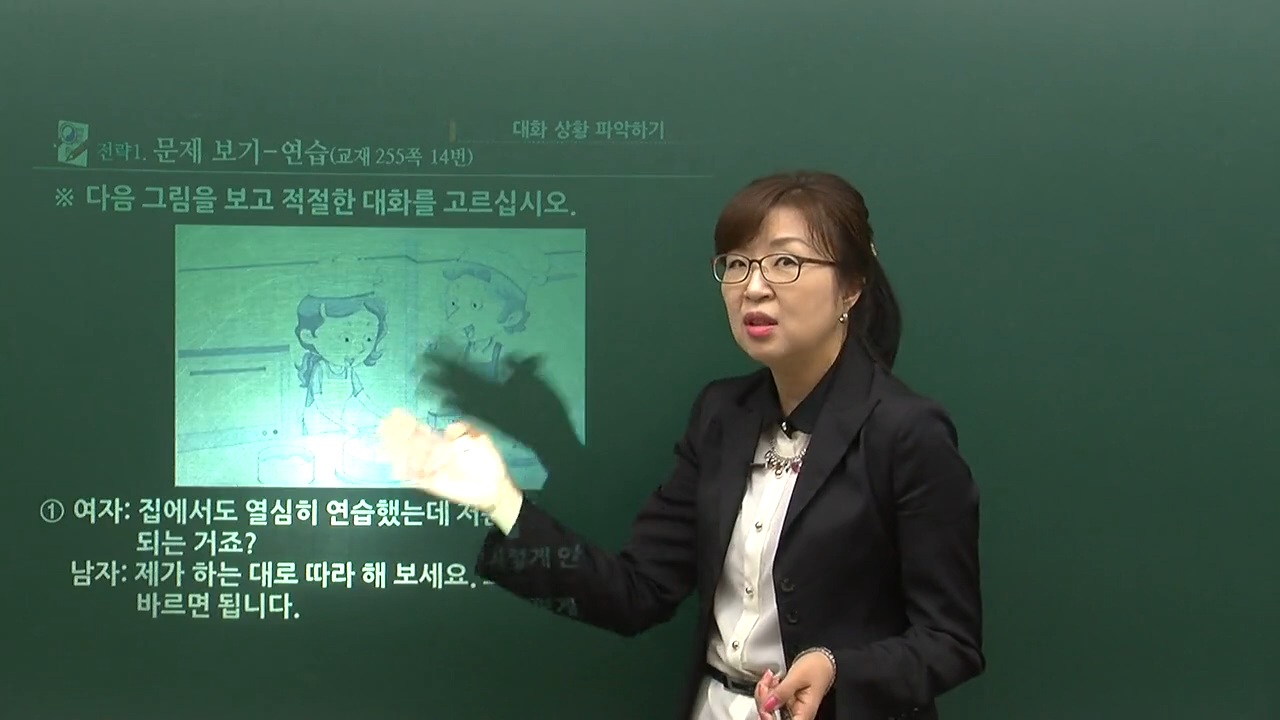 대화 상황 파악하기
전략1. 문제 보기-연습(교재 255쪽 14번)
※ 다음 그림을 보고 적절한 대화를 고르십시오.
① 여자: 집에서도 열심히 연습했는데
되는 거죠?
남자: 제가 하는 대로 따라 해 보세요.
바르면 됩니다.